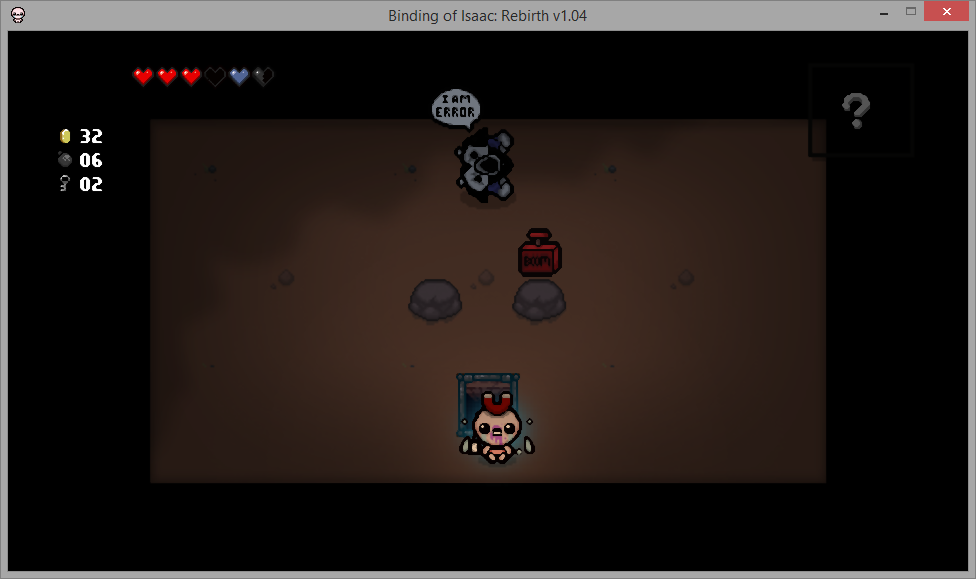 Binding of Isaac: Rebirth v1.04
I AM
ERROR
?
32
06
02
BOOM